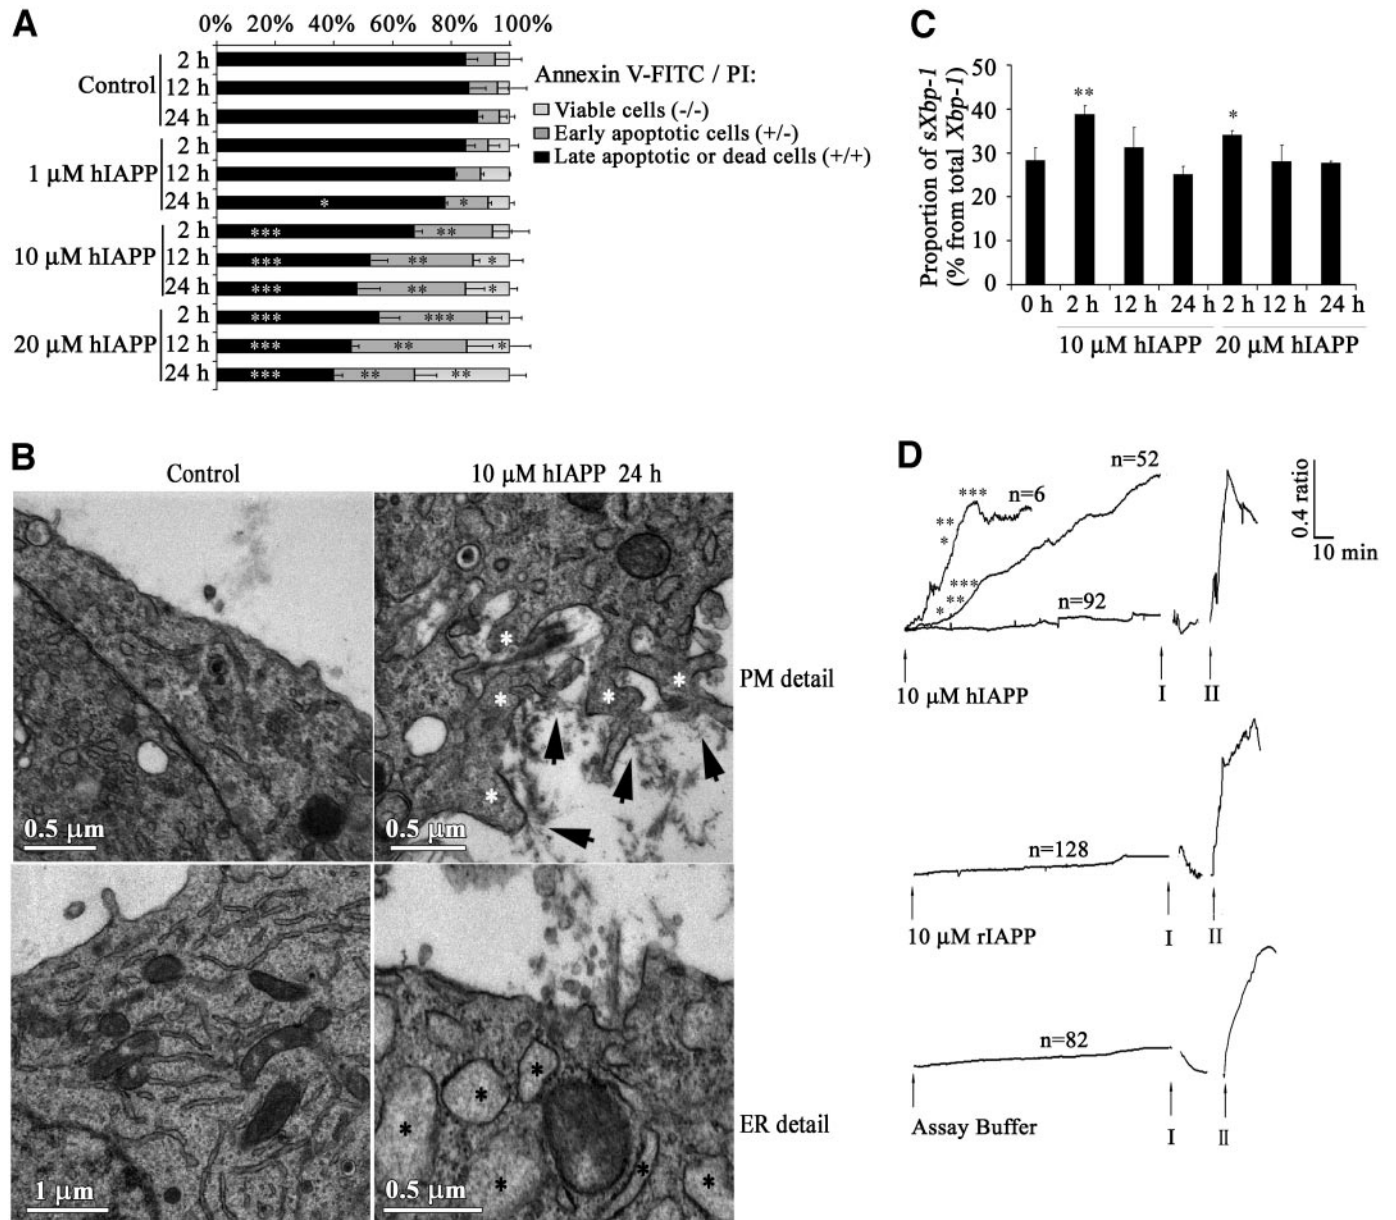 A
0% 20% 40% 60% 80% 100%
Control
2 h
12 h
24 h
1 µM hIAPP
2 h
12 h
24 h
* *
10 µM hIAPP
2 h
*** **
12 h
*** ** *
24 h
*** ** *
20 µM hIAPP
2 h
*** ***
12 h
*** ** *
24 h
*** ** **
Annexin V-FITC / PI:
Viable cells (-/-)
Early apoptotic cells (+/-)
Late apoptotic or dead cells (+/+)
C
Proportion of sXbp-1
(% from total Xbp-1)
50
40
30
20
10
0
** *
0 h 2 h 12 h 24 h 2 h 12 h 24 h
10 µM hIAPP 20 µM hIAPP
B
Control 10 µM hIAPP 24 h
PM detail
0.5 µm 0.5 µm
ER detail
1 µm 0.5 µm
D
n=52
n=6
***
**
*
***
**
*
n=92
0.4 ratio
10 min
10 µM hIAPP I II
n=128
10 µM rIAPP I II
n=82
Assay Buffer I II